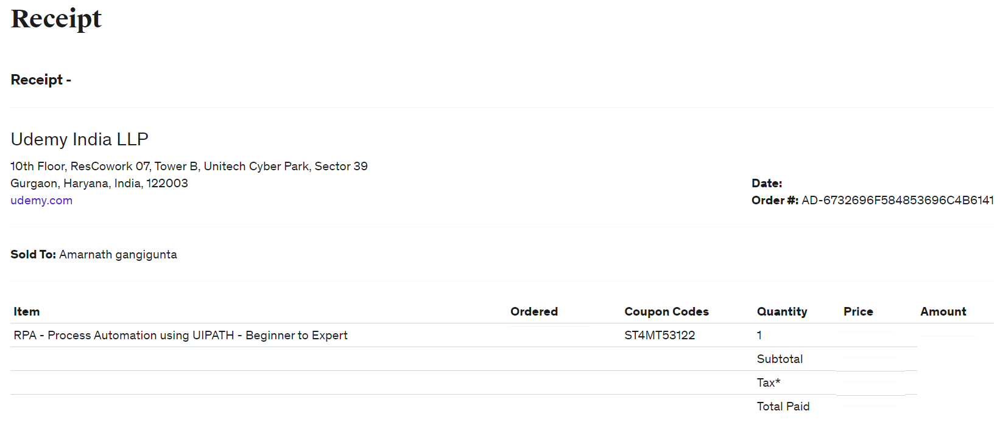 Receipt
Receipt -
Udemy India LLP
10th Floor, ResCowork 07, Tower B, Unitech Cyber Park, Sector 39
Gurgaon, Haryana, India, 122003
udemy.com
Date:
Order #: AD-6732696F584853696C4B6141
Sold To: Amarnath gangigunta
Item Ordered Coupon Codes Quantity Price Amount
RPA - Process Automation using UIPATH - Beginner to Expert ST4MT53122 1
Subtotal
Tax*
Total Paid